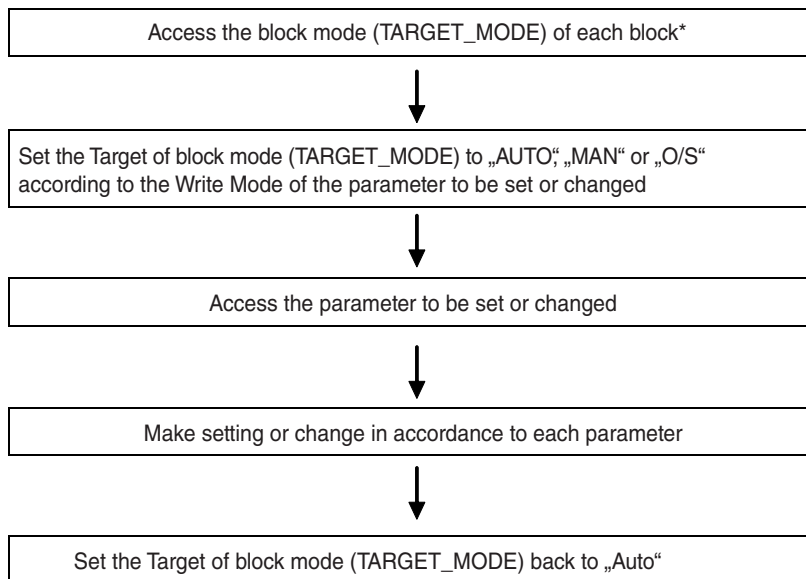 Access the block mode (TARGET_MODE) of each block*
Set the Target of block mode (TARGET_MODE) to „AUTO“, „MAN“ or „O/S“
according to the Write Mode of the parameter to be set or changed
Access the parameter to be set or changed
Make setting or change in accordance to each parameter
Set the Target of block mode (TARGET_MODE) back to „Auto“